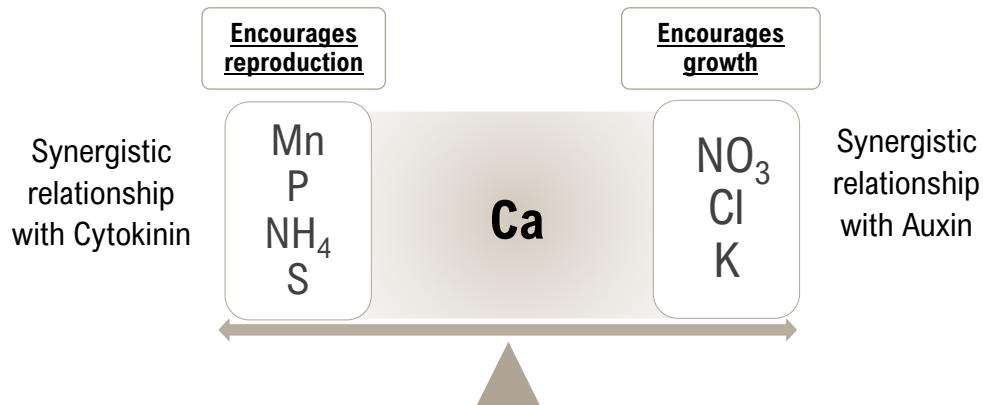 Encourages
reproduction
Encourages
growth
Synergistic
relationship
with Cytokinin
Mn
P
NH₄
S
Ca
NO₃
Cl
K
Synergistic
relationship
with Auxin